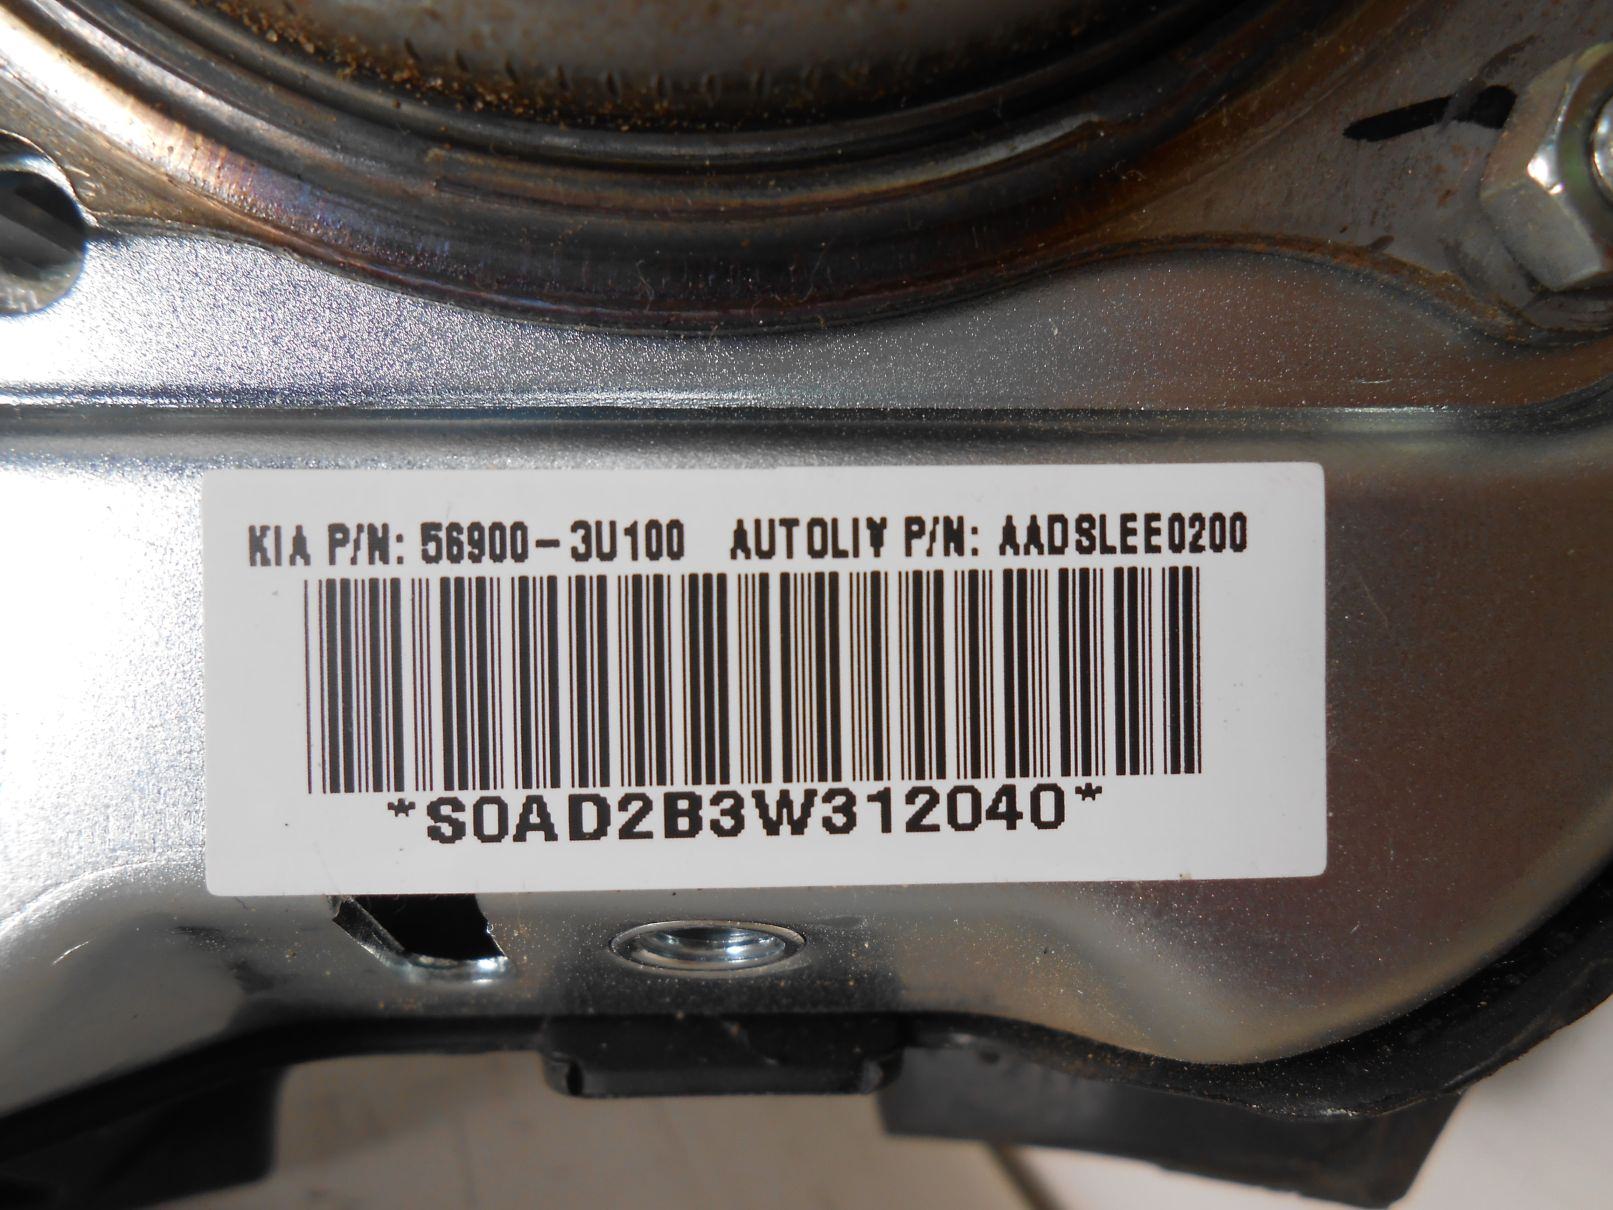 KIA P/N: 56900-3U100 AUTOLIV P/N: AADSLEE0200
*S0AD2B3W312040*